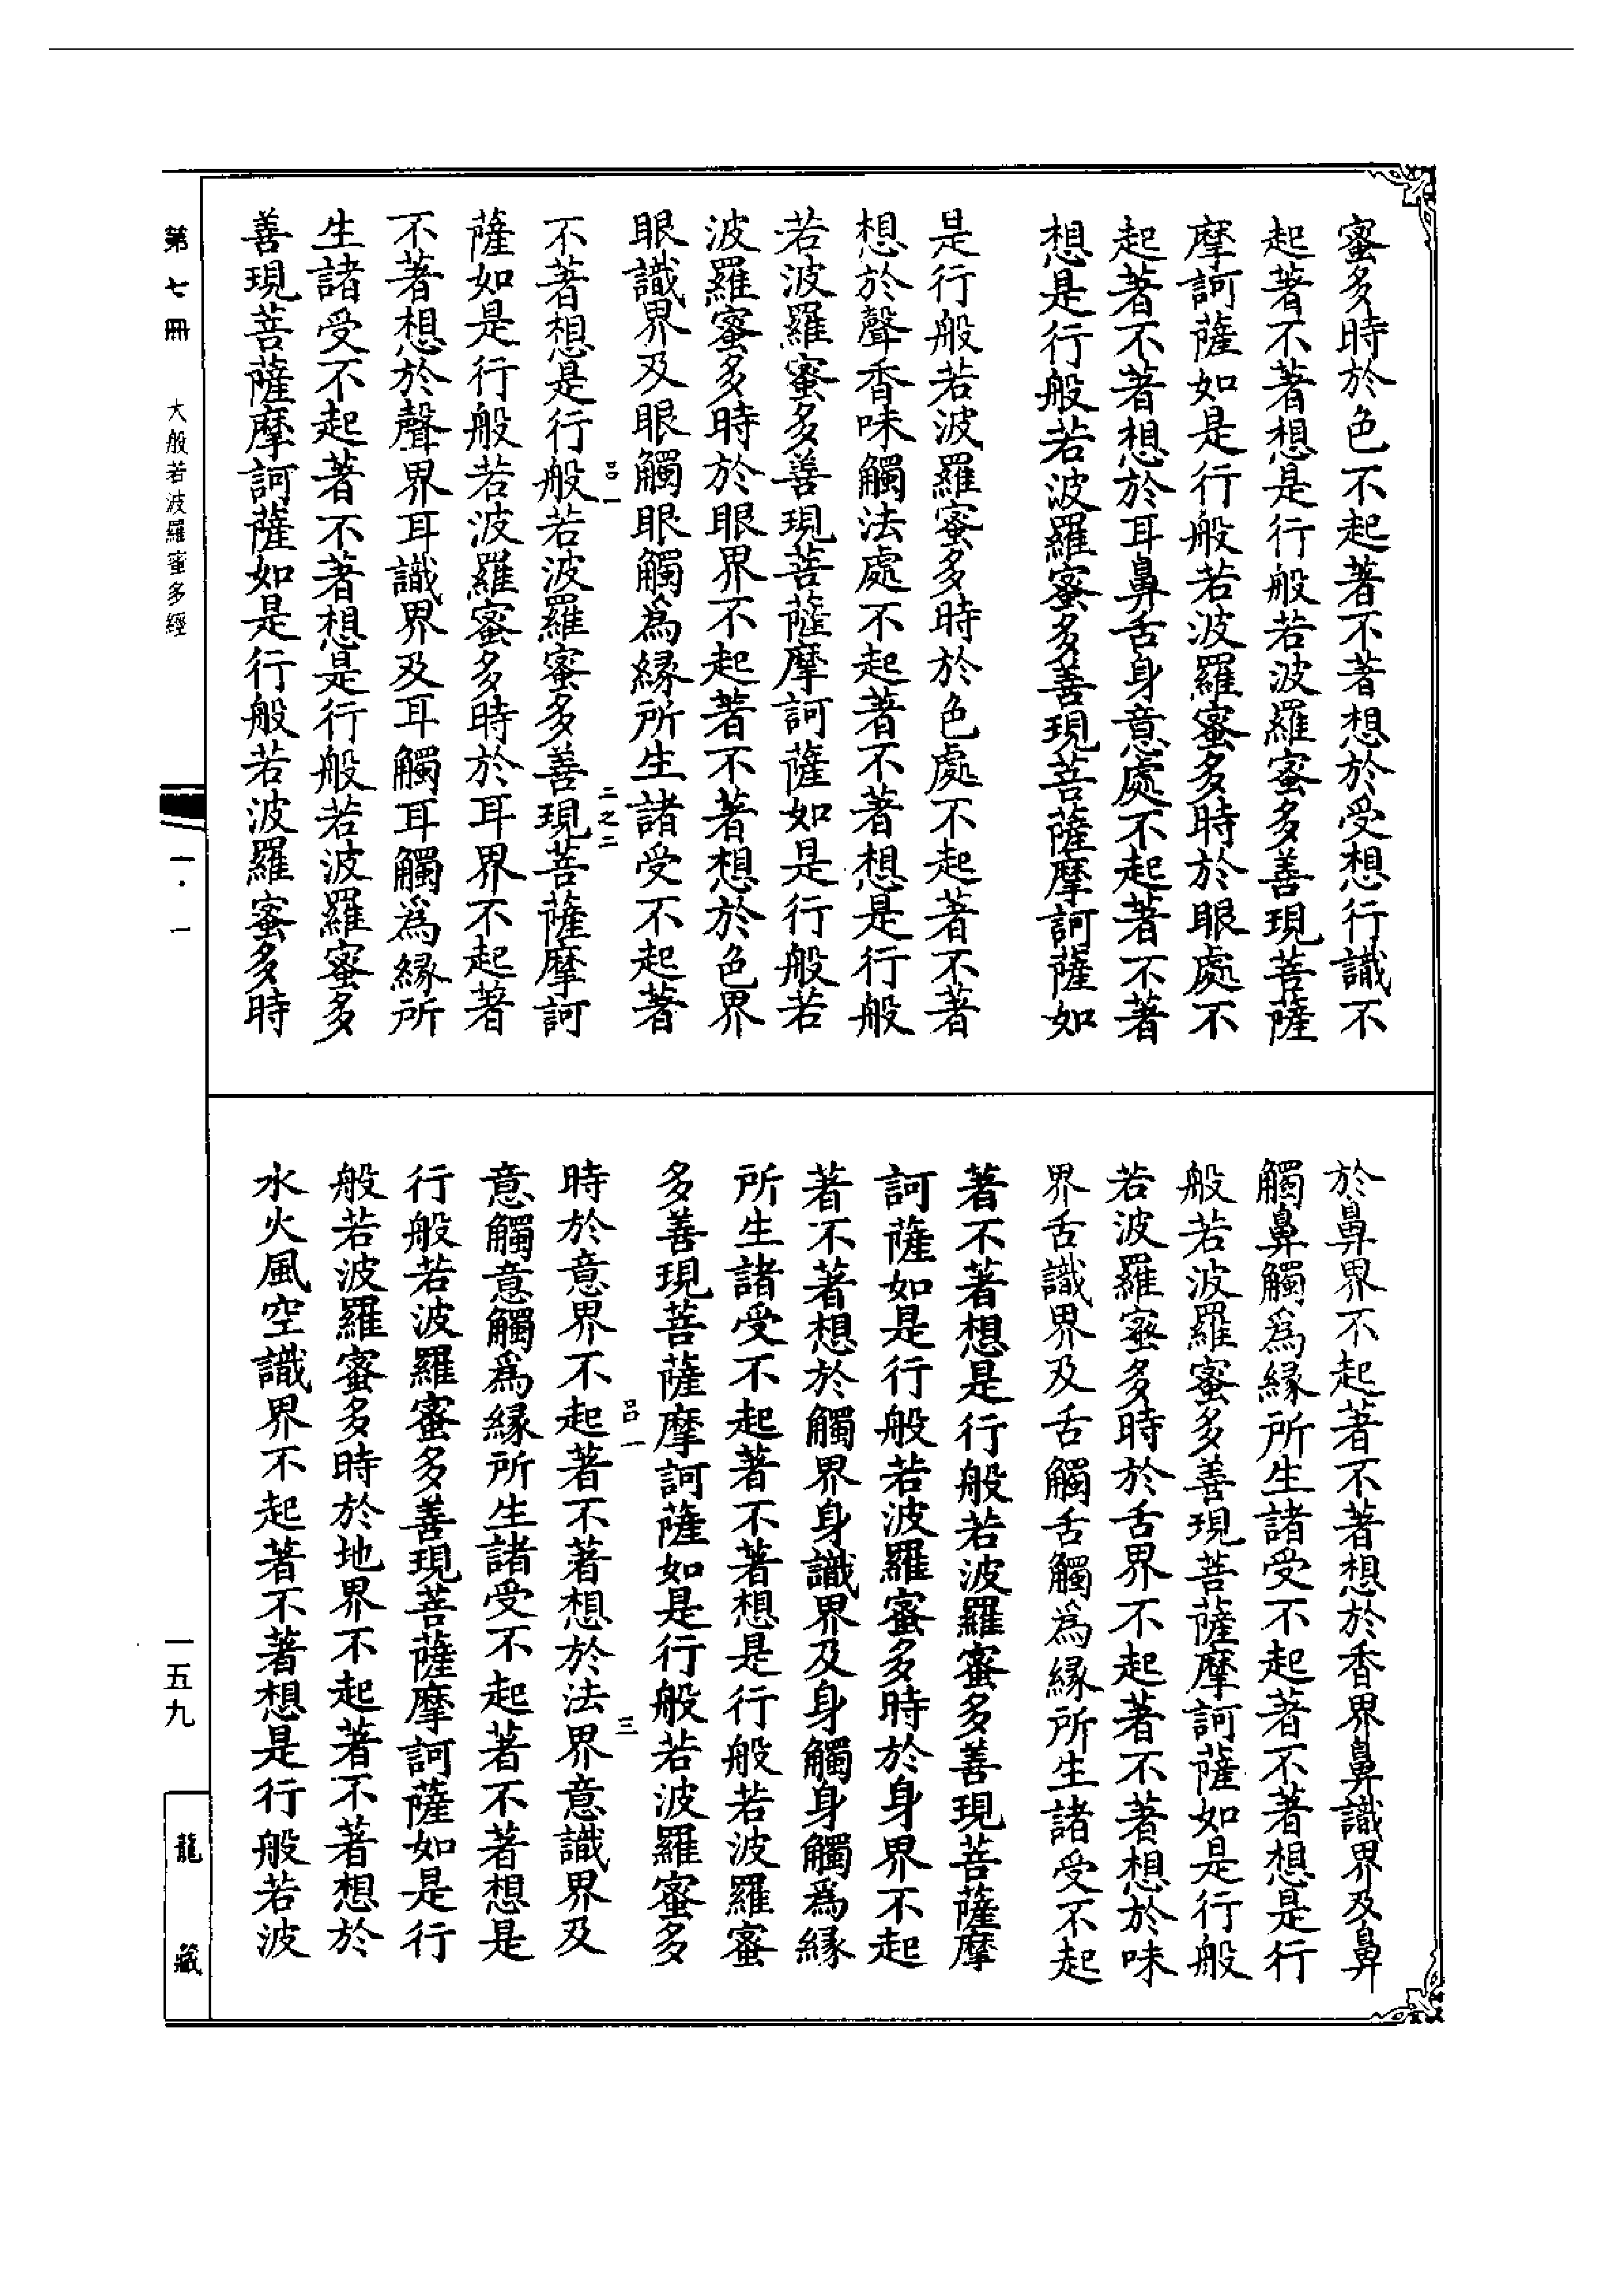 蜜多時於色不起著不著想於受想行識不
起著不著想是行般若波羅蜜多善現菩薩
摩訶薩如是行般若波羅蜜多時於眼處不
起著不著想於耳鼻舌身意處不起著不著
想是行般若波羅蜜多善現菩薩摩訶薩如
是行般若波羅蜜多時於色處不起著不著
想於聲香味觸法處不起著不著想是行般
若波羅蜜多善現菩薩摩訶薩如是行般若
波羅蜜多時於眼界不起著不著想於色界
眼識界及眼觸眼觸爲緣所生諸受不起著
呂一 二之二
不著想是行般若波羅蜜多善現菩薩摩訶
薩如是行般若波羅蜜多時於耳界不起著
不著想於聲界耳識界及耳觸耳觸爲緣所
生諸受不起著不著想是行般若波羅蜜多
善現菩薩摩訶薩如是行般若波羅蜜多時
於鼻界不起著不著想於香界鼻識界及鼻
觸鼻觸爲緣所生諸受不起著不著想是行
般若波羅蜜多善現菩薩摩訶薩如是行般
若波羅蜜多時於舌界不起著不著想於味
界舌識界及舌觸舌觸爲緣所生諸受不起
著不著想是行般若波羅蜜多善現菩薩摩
訶薩如是行般若波羅蜜多時於身界不起
著不著想於觸界身識界及身觸身觸爲緣
所生諸受不起著不著想是行般若波羅蜜
多善現菩薩摩訶薩如是行般若波羅蜜多
呂一 三
時於意界不起著不著想於法界意識界及
意觸意觸爲緣所生諸受不起著不著想是
行般若波羅蜜多善現菩薩摩訶薩如是行
般若波羅蜜多時於地界不起著不著想於
水火風空識界不起著不著想是行般若波
第七冊 大般若波羅蜜多經
一·一
一五九
龍藏